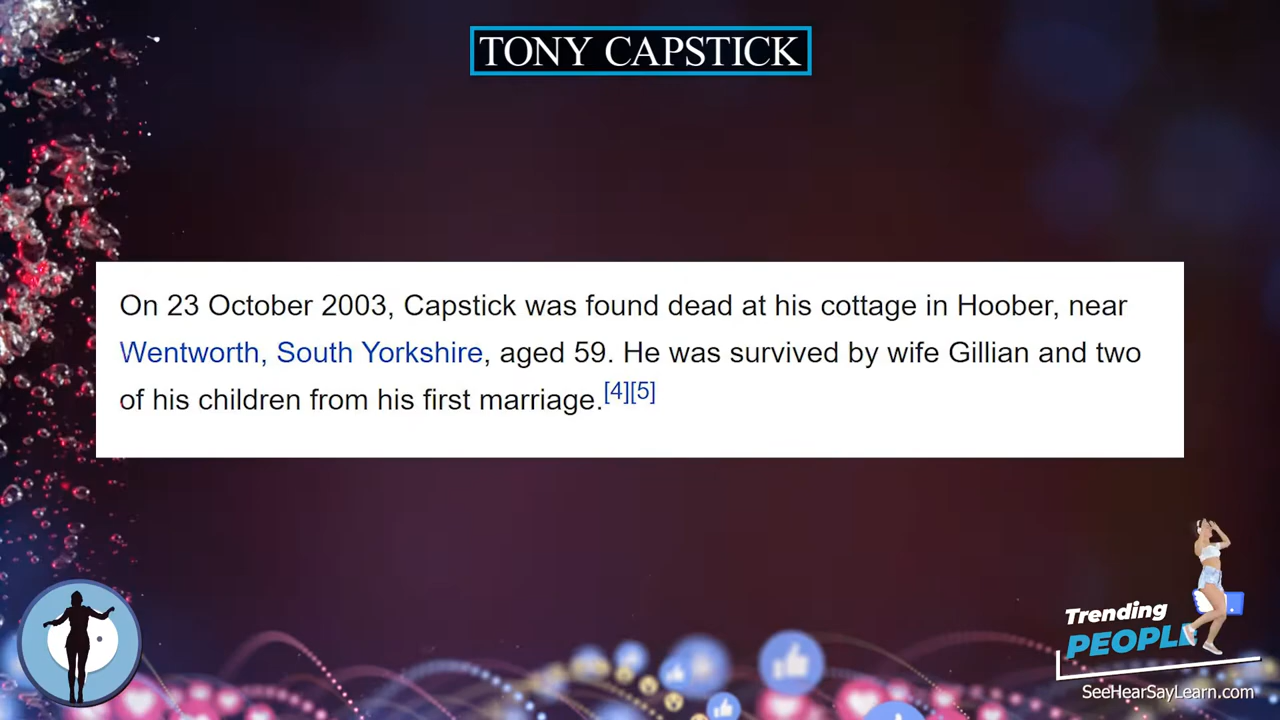 TONY CAPSTICK
On 23 October 2003, Capstick was found dead at his cottage in Hoober, near
Wentworth, South Yorkshire, aged 59. He was survived by wife Gillian and two
of his children from his first marriage.[4][5]
Trending
PEOPLE
SeeHearSayLearn.com